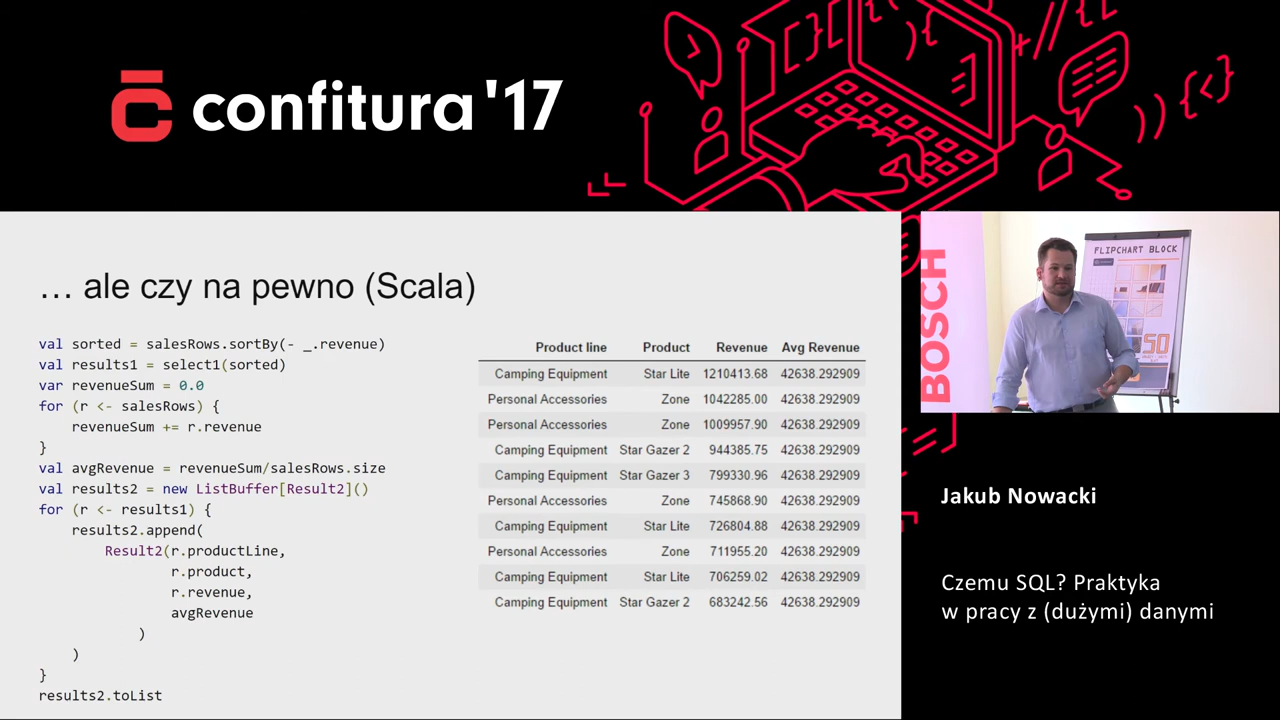 confitura '17
… ale czy na pewno (Scala)
val sorted = salesRows.sortBy(- _.revenue)
val results1 = select1(sorted)
var revenueSum = 0.0
for (r <- salesRows) {
revenueSum += r.revenue
}
val avgRevenue = revenueSum/salesRows.size
val results2 = new ListBuffer[Result2]()
for (r <- results1) {
results2.append(
Result2(r.productLine,
r.product,
r.revenue,
avgRevenue
)
)
}
results2.toList
Product line Product Revenue Avg Revenue
Camping Equipment Star Lite 1210413.68 42638.292909
Personal Accessories Zone 1042285.00 42638.292909
Personal Accessories Zone 1009957.90 42638.292909
Camping Equipment Star Gazer 2 944385.75 42638.292909
Camping Equipment Star Gazer 3 799330.96 42638.292909
Personal Accessories Zone 745868.90 42638.292909
Camping Equipment Star Lite 726804.88 42638.292909
Personal Accessories Zone 711955.20 42638.292909
Camping Equipment Star Lite 706259.02 42638.292909
Camping Equipment Star Gazer 2 683242.56 42638.292909
BOSCH
FLIPCHART BLOCK
50
Jakub Nowacki
Czemu SQL? Praktyka
w pracy z (dużymi) danymi